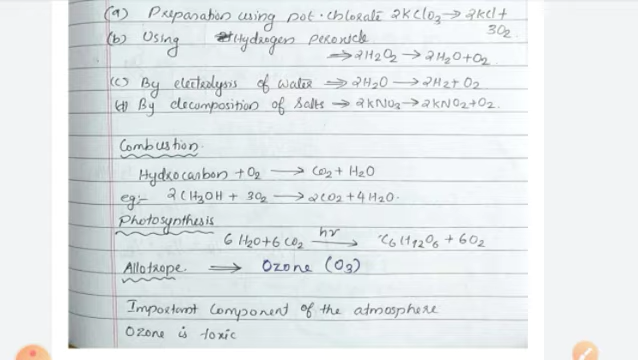 (a) Preparation using pot. chlorate 2KClO3 → 2KCl +
3O2
(b) Using Hydrogen peroxide
⇒ 2H2O2 → 2H2O + O2
(c) By electrolysis of water ⇒ 2H2O → 2H2 + O2
(d) By decomposition of salts → 2KNO3 → 2KNO2 + O2.
Combustion.
Hydrocarbon + O2 → CO2 + H2O
eg:- 2CH3OH + 3O2 → 2CO2 + 4H2O.
Photosynthesis
6H2O + 6CO2 hν → C6H12O6 + 6O2
Allotrope ⇒ Ozone (O3)
Important component of the atmosphere
Ozone is toxic